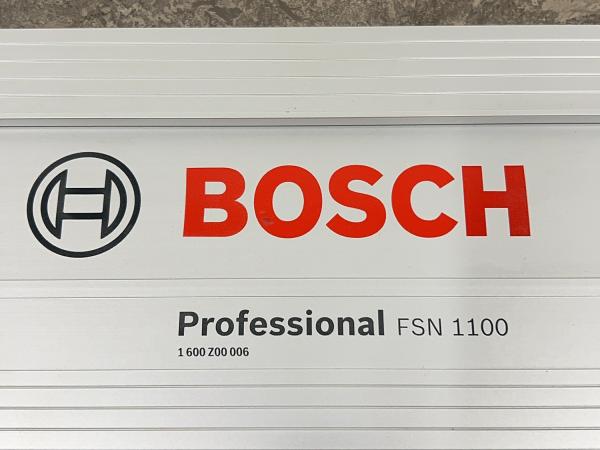 BOSCH
Professional FSN 1100
1 600 Z00 006